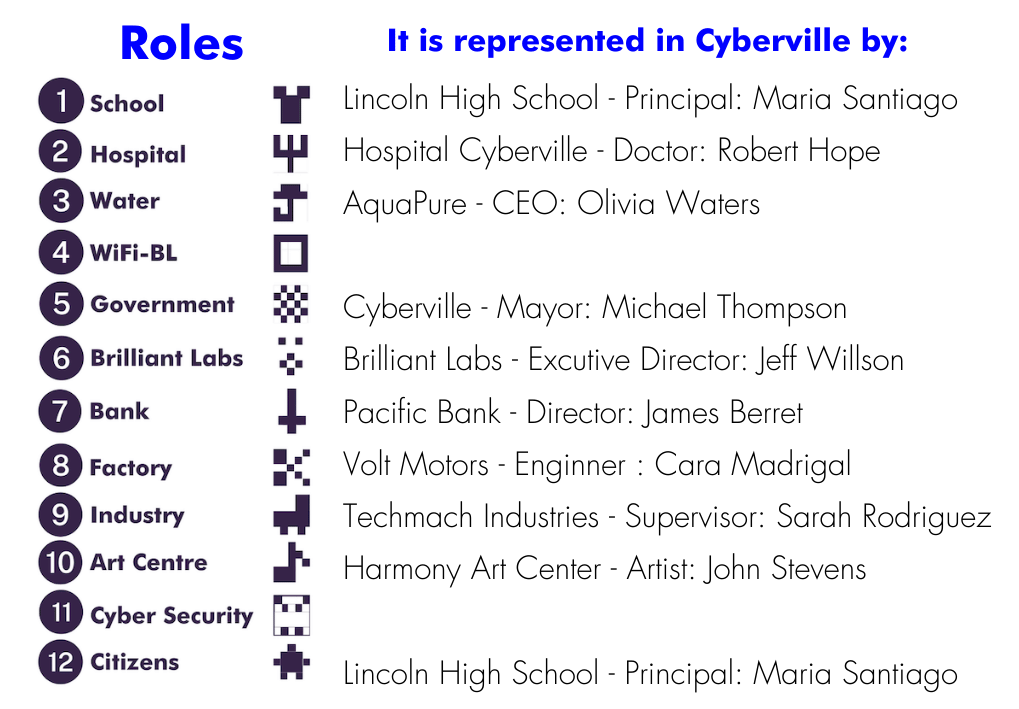 Roles It is represented in Cyberville by:
1 School Lincoln High School - Principal: Maria Santiago
2 Hospital Hospital Cyberville - Doctor: Robert Hope
3 Water AquaPure - CEO: Olivia Waters
4 WiFi-BL
5 Government Cyberville - Mayor: Michael Thompson
6 Brilliant Labs Brilliant Labs - Excutive Director: Jeff Willson
7 Bank Pacific Bank - Director: James Berret
8 Factory Volt Motors - Enginner : Cara Madrigal
9 Industry Techmach Industries - Supervisor: Sarah Rodriguez
10 Art Centre Harmony Art Center - Artist: John Stevens
11 Cyber Security
12 Citizens Lincoln High School - Principal: Maria Santiago